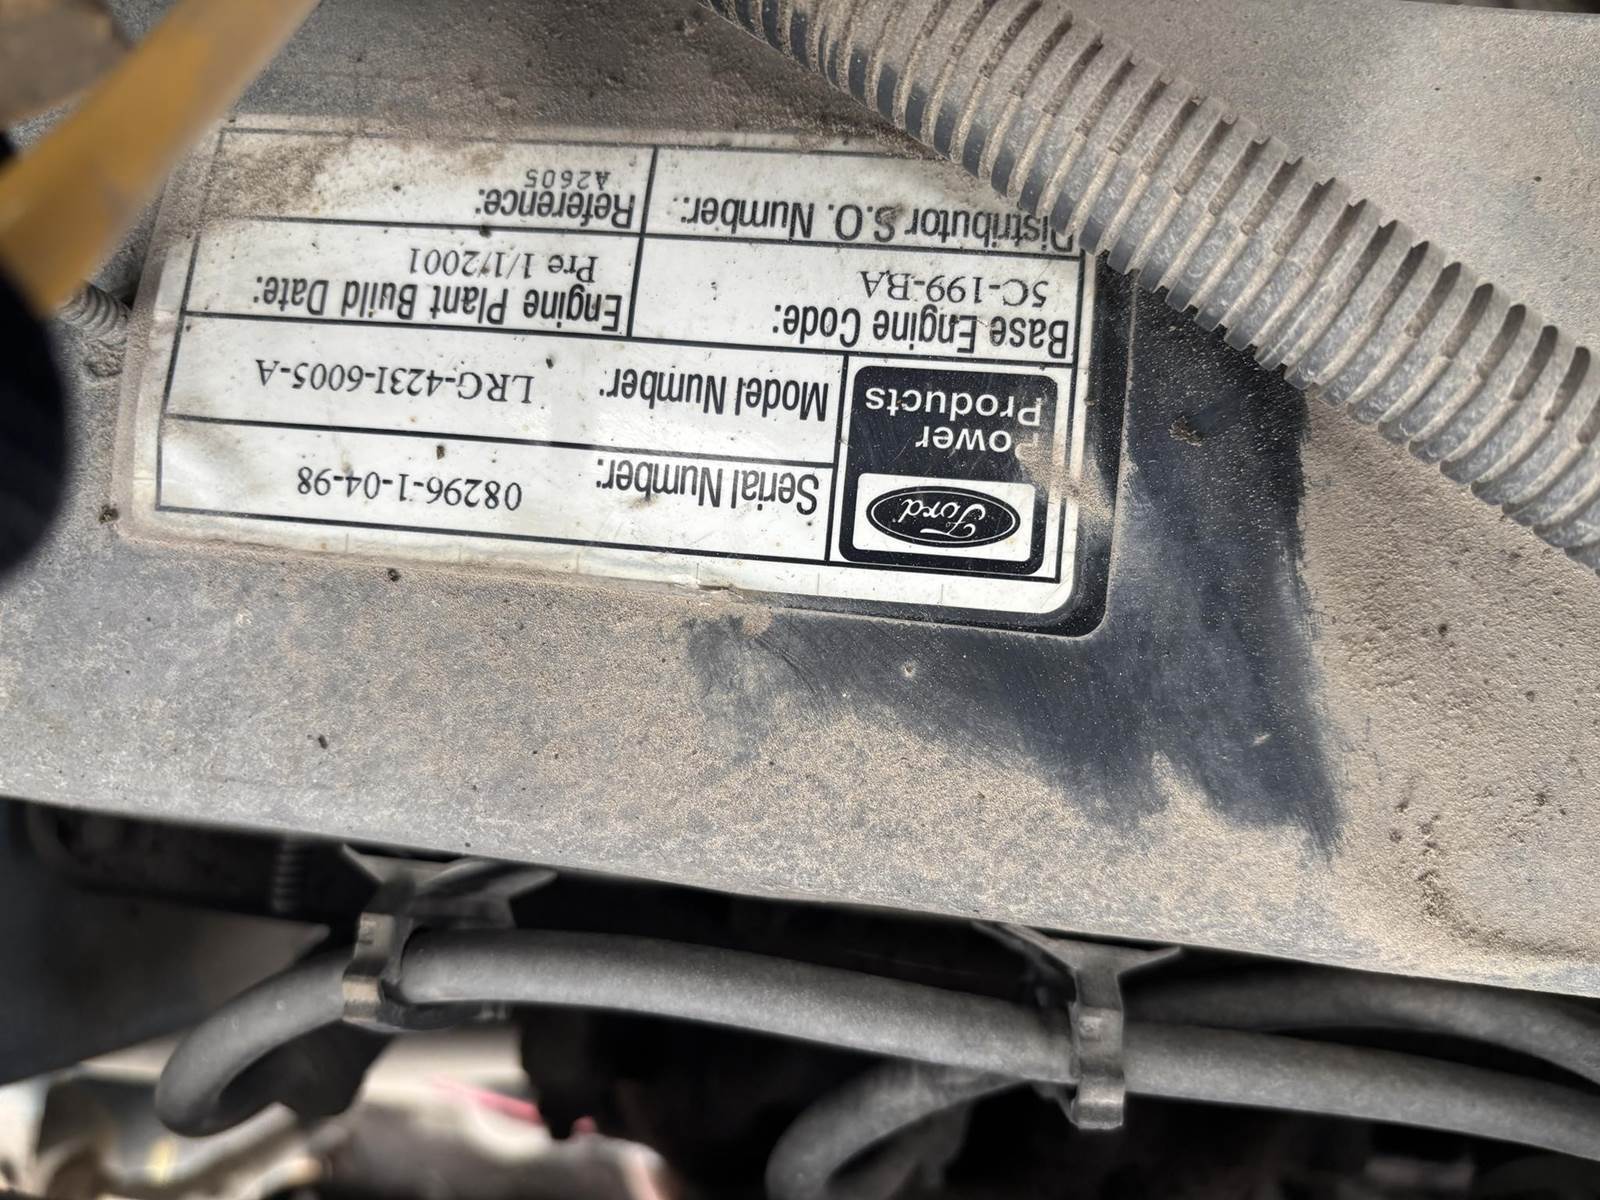 Ford
Power
Products
Serial Number: 08296-1-04-98
Model Number: LRG-423I-6005-A
Base Engine Code:
5C-199-BA
Engine Plant Build Date:
Pre 1/1/2001
Distributor S.O. Number:
Reference:
A2605